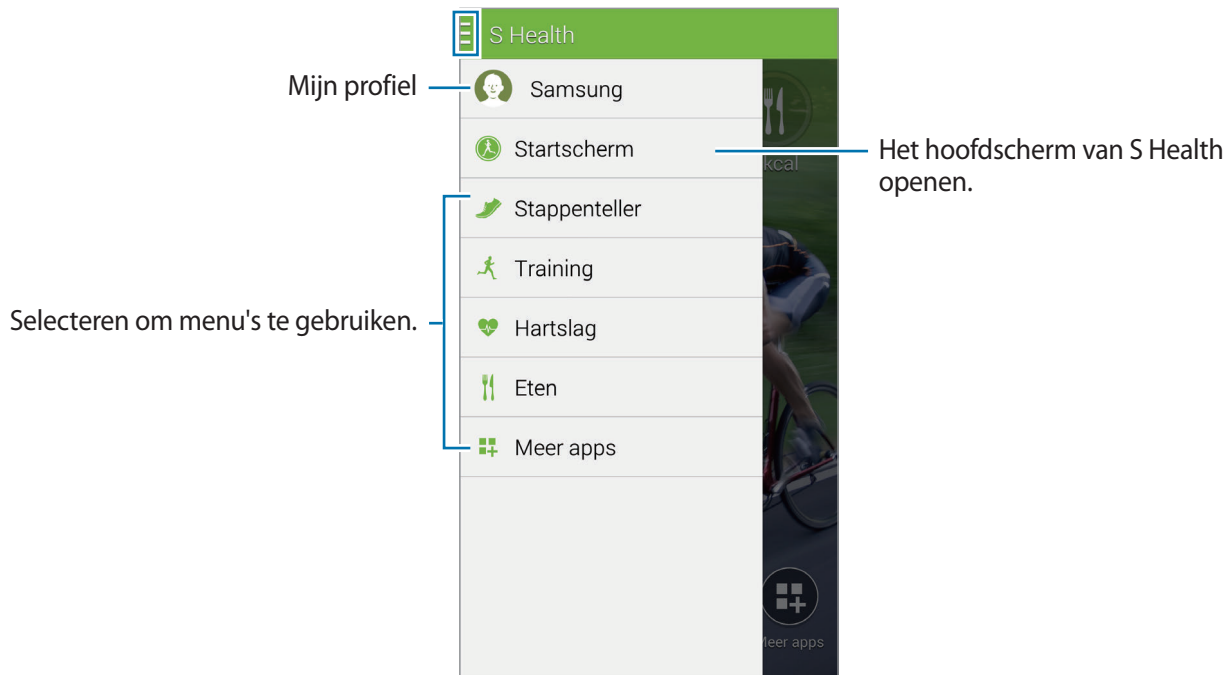 S Health
Mijn profiel
Samsung
Startscherm
kcal
Het hoofdscherm van S Health
openen.
Stappenteller
Training
Selecteren om menu's te gebruiken.
Hartslag
Eten
Meer apps
Meer apps